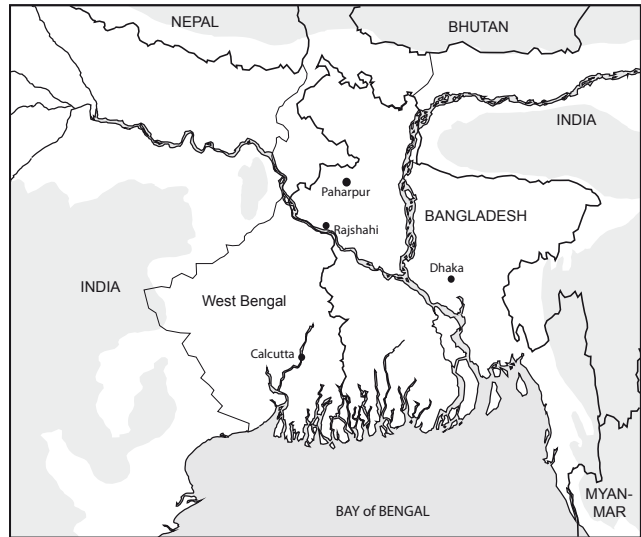 NEPAL
BHUTAN
INDIA
Paharpur
BANGLADESH
Rajshahi
Dhaka
INDIA
West Bengal
Calcutta
MYAN-
MAR
BAY of BENGAL